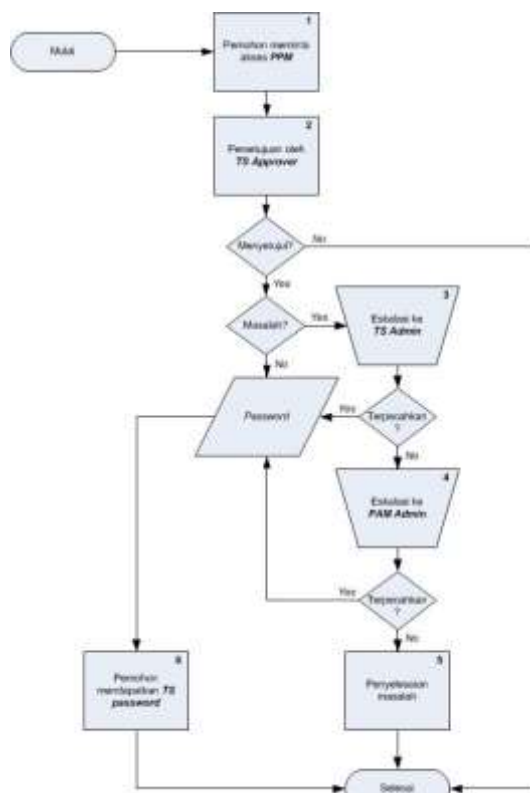 Mulai
1
Pemohon meminta
akses PPM
2
Persetujuan oleh
TS Approver
Menyetujui?
No
Yes
Masalah?
Yes
3
Eskalasi ke
TS Admin
No
Password
Yes
Terpecahkan
?
No
4
Eskalasi ke
PAM Admin
Yes
Terpecahkan
?
No
6
Pemohon
mendapatkan TS
password
5
Penyelesaian
masalah
Selesai